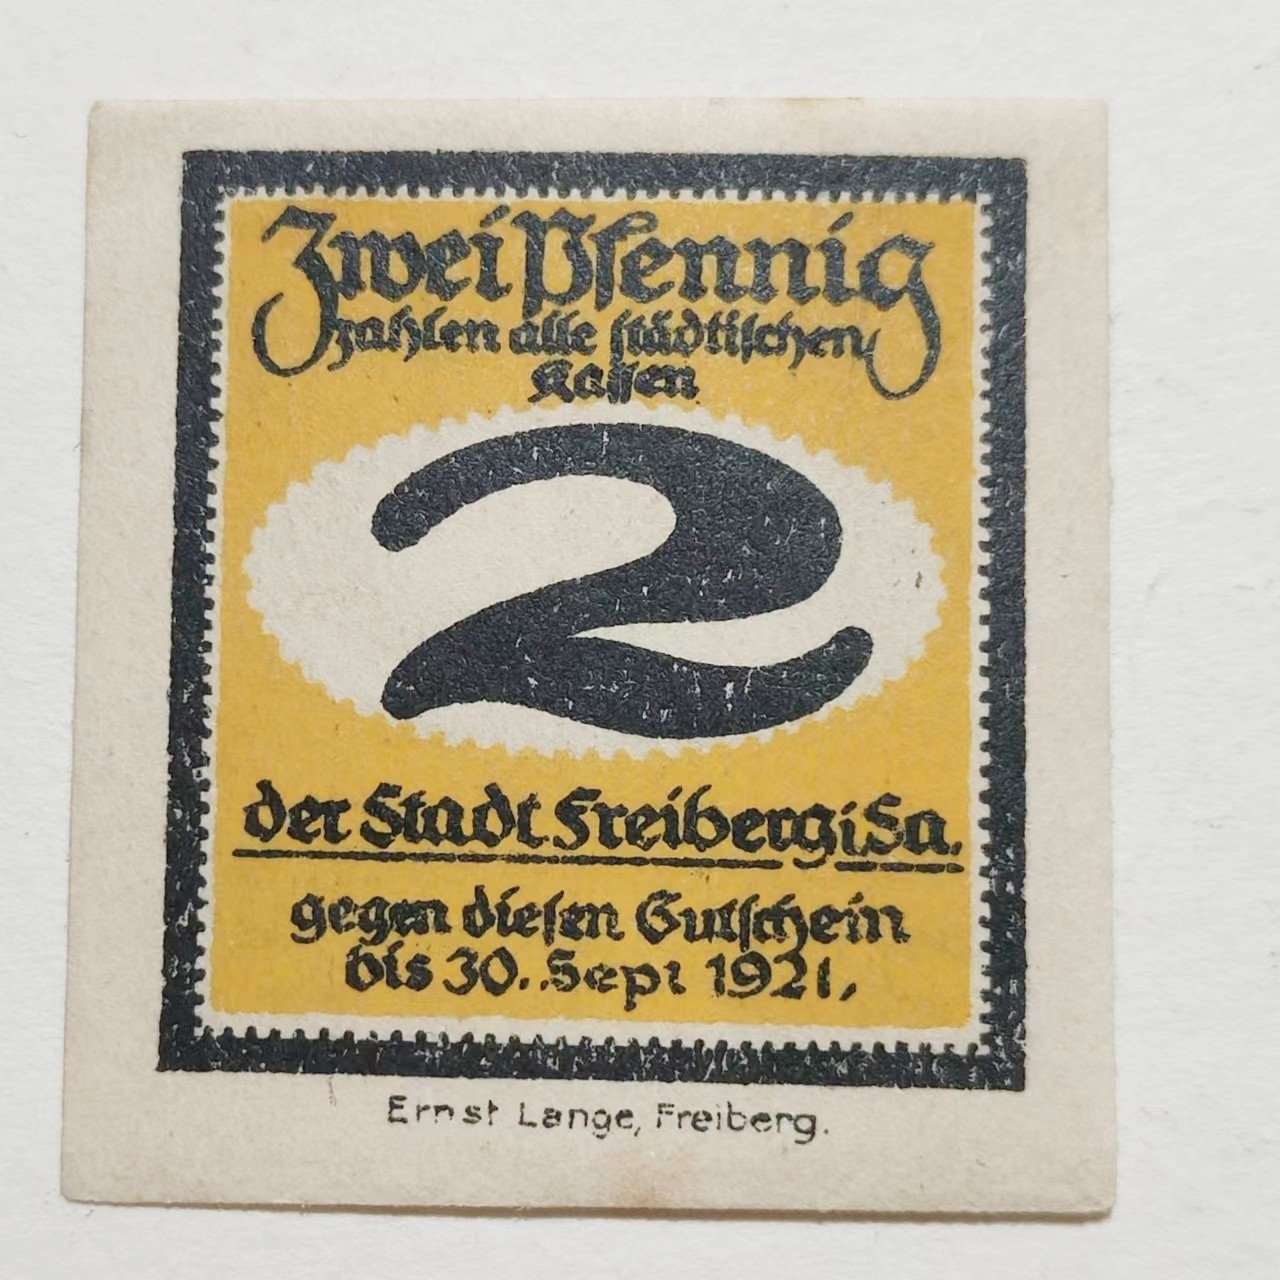 Zwei Pfennig
zahlen alle städtischen
Kassen
2
der Stadt Freiberg i. Sa.
gegen diesen Gutschein
bis 30. Sept 1921.
Ernst Lange, Freiberg.